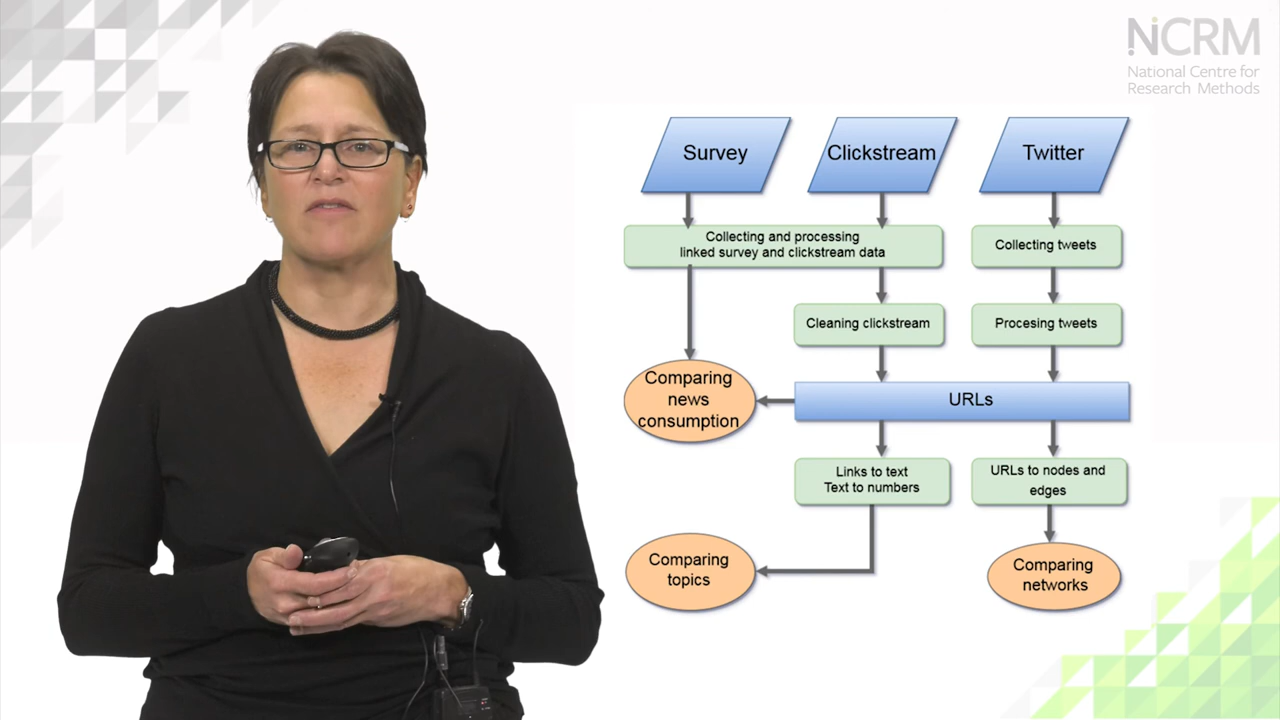 NCRM
National Centre for
Research Methods
Survey
Clickstream
Twitter
Collecting and processing
linked survey and clickstream data
Collecting tweets
Cleaning clickstream
Procesing tweets
Comparing
news
consumption
URLs
Links to text
Text to numbers
URLs to nodes and
edges
Comparing
topics
Comparing
networks